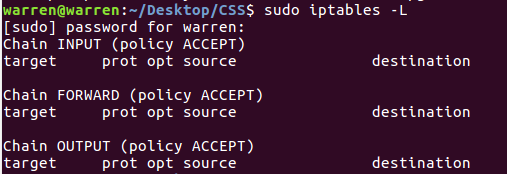 warren@warren:~/Desktop/CSS$ sudo iptables -L
[sudo] password for warren:
Chain INPUT (policy ACCEPT)
target     prot opt source               destination

Chain FORWARD (policy ACCEPT)
target     prot opt source               destination

Chain OUTPUT (policy ACCEPT)
target     prot opt source               destination